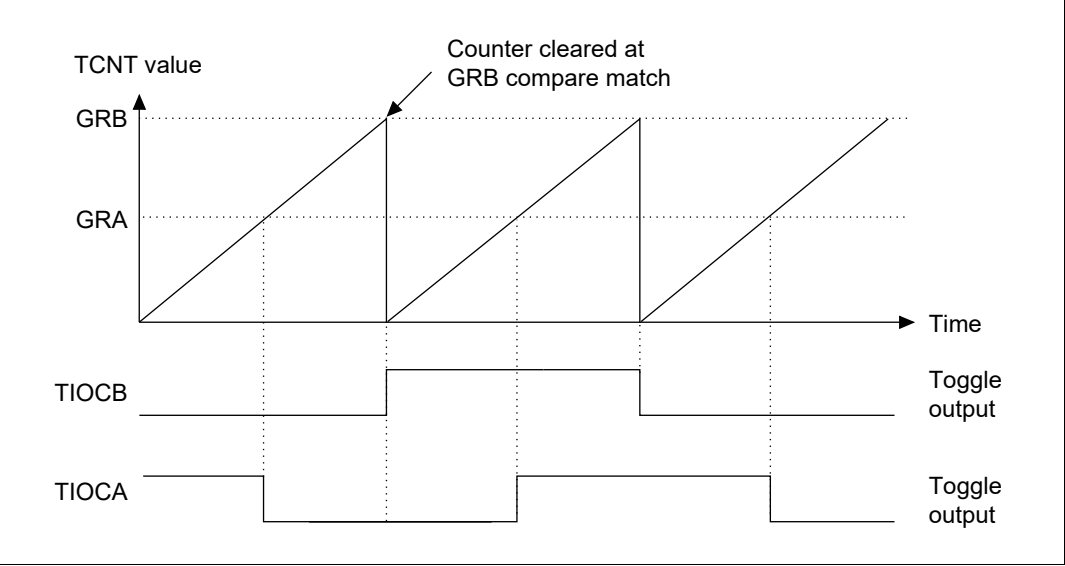 Counter cleared at
GRB compare match
TCNT value
GRB
GRA
Time
TIOCB
Toggle
output
TIOCA
Toggle
output